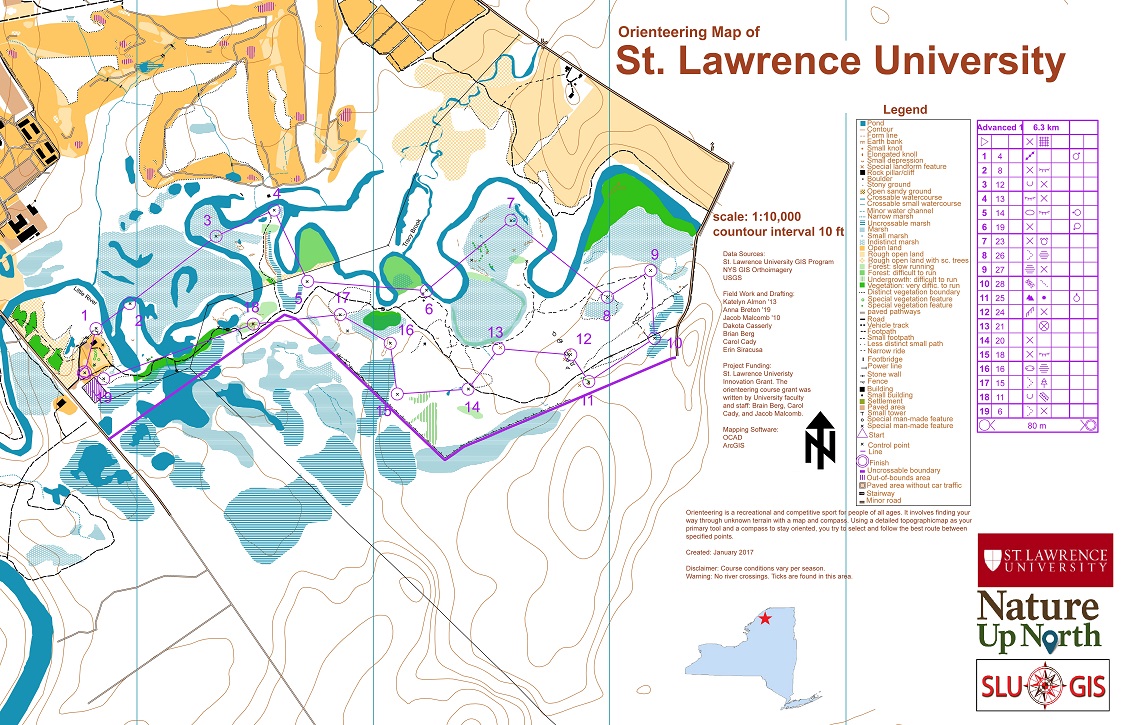 Orienteering Map of
St. Lawrence University
Legend
Pond
Contour
Form line
Earth bank
Small knoll
Elongated knoll
Small depression
Special landform feature
Rock pillar/cliff
Boulder
Stony ground
Open sandy ground
Crossable watercourse
Crossable small watercourse
Minor water channel
Narrow marsh
Uncrossable marsh
Marsh
Small marsh
Indistinct marsh
Open land
Rough open land
Rough open land with sc. trees
Forest: slow running
Forest: difficult to run
Undergrowth: difficult to run
Vegetation: very diffic. to run
Distinct vegetation boundary
Special vegetation feature
Special vegetation feature
paved pathways
Road
Vehicle track
Footpath
Small footpath
Less distinct small path
Narrow ride
Footbridge
Power line
Stone wall
Fence
Building
Small building
Settlement
Paved area
Small tower
Special man-made feature
Special man-made feature
Start
Control point
Line
Finish
Uncrossable boundary
Out-of-bounds area
Paved area without car traffic
Stairway
Minor road
Advanced 1 6.3 km
1 4
2 8
3 12
4 13
5 14
6 19
7 23
8 26
9 27
10 28
11 25
12 24
13 21
14 20
15 18
16 16
17 15
18 11
19 6
80 m
scale: 1:10,000
countour interval 10 ft
Data Sources:
St. Lawrence University GIS Program
NYS GIS Orthoimagery
USGS
Field Work and Drafting:
Katelyn Almon '13
Anna Breton '19
Jacob Malcomb '10
Dakota Casserly
Brian Berg
Carol Cady
Erin Siracusa
Project Funding:
St. Lawrence Univeristy
Innovation Grant. The
orienteering course grant was
written by University faculty
and staff: Brain Berg, Carol
Cady, and Jacob Malcomb.
Mapping Software:
OCAD
ArcGIS
N
Orienteering is a recreational and competitive sport for people of all ages. It involves finding your
way through unknown terrain with a map and compass. Using a detailed topographicmap as your
primary tool and a compass to stay oriented, you try to select and follow the best route between
specified points.
Created: January 2017
Disclaimer: Course conditions vary per season.
Warning: No river crossings. Ticks are found in this area.
ST LAWRENCE
UNIVERSITY
Nature
Up North
SLU GIS
Little River
Tracy Brook
1
2
3
4
5
6
7
8
9
10
11
12
13
14
15
16
17
18
19